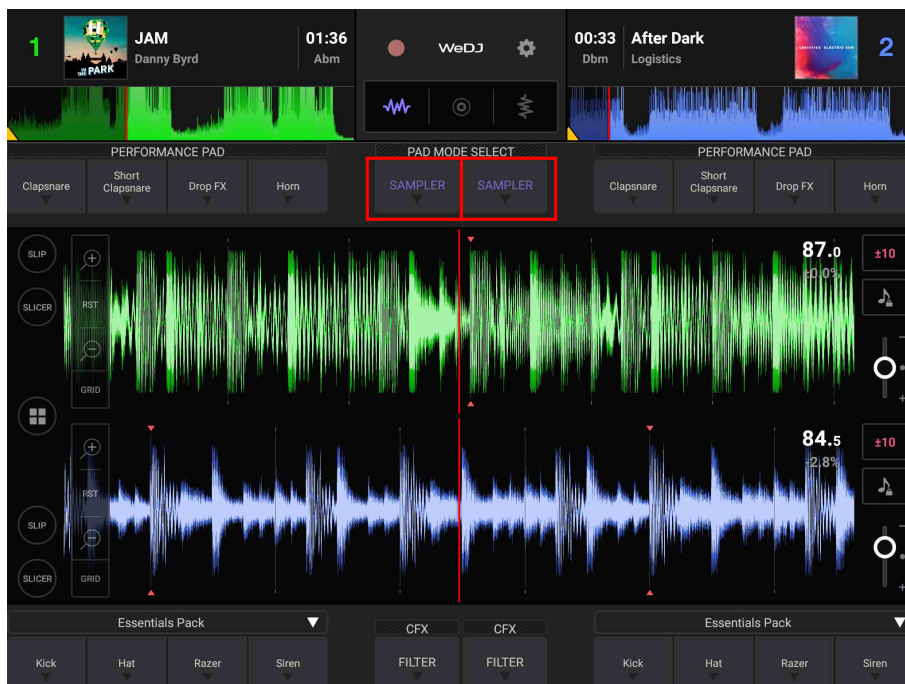 1
JAM
Danny Byrd
01:36
Abm
WeDJ
00:33
Dbm
After Dark
Logistics
2
PERFORMANCE PAD
PAD MODE SELECT
PERFORMANCE PAD
Clapsnare
Short
Clapsnare
Drop FX
Horn
SAMPLER
SAMPLER
Clapsnare
Short
Clapsnare
Drop FX
Horn
SLIP
SLICER
RST
GRID
87.0
±0.0%
±10
84.5
-2.8%
±10
RST
SLIP
SLICER
GRID
Essentials Pack
CFX
CFX
Essentials Pack
Kick
Hat
Razer
Siren
FILTER
FILTER
Kick
Hat
Razer
Siren